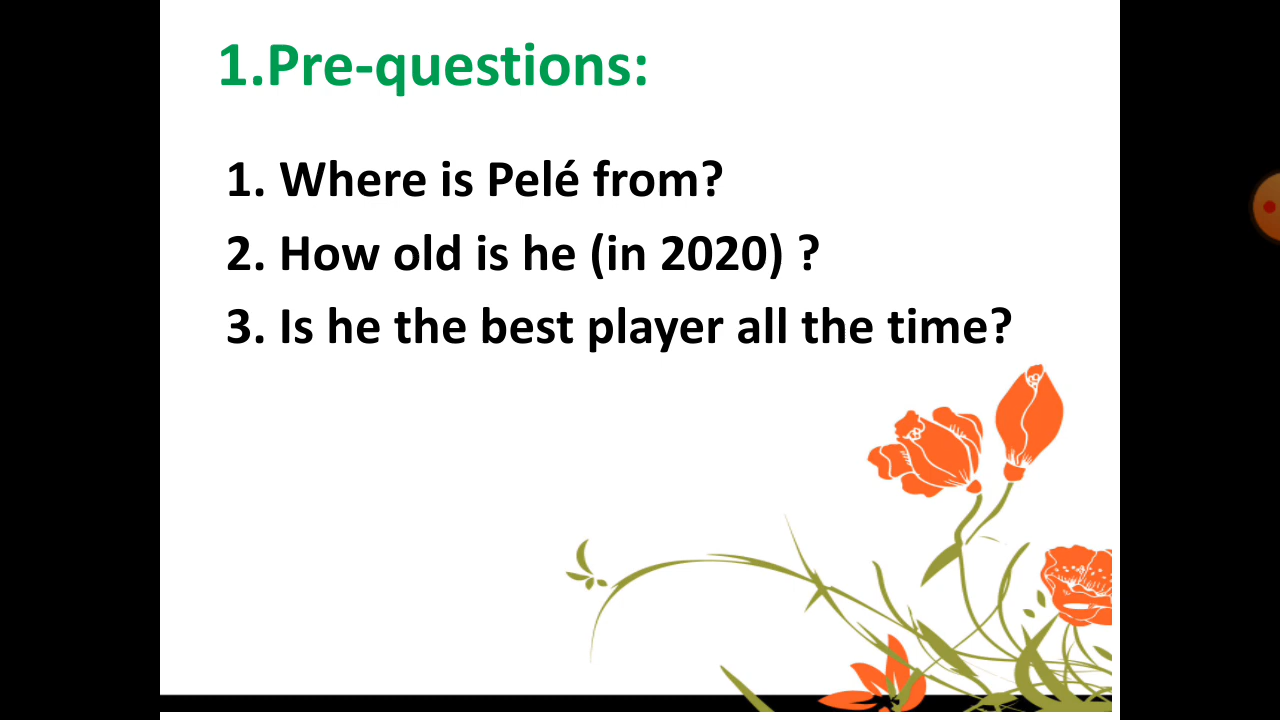 1.Pre-questions:
1. Where is Pelé from?
2. How old is he (in 2020) ?
3. Is he the best player all the time?